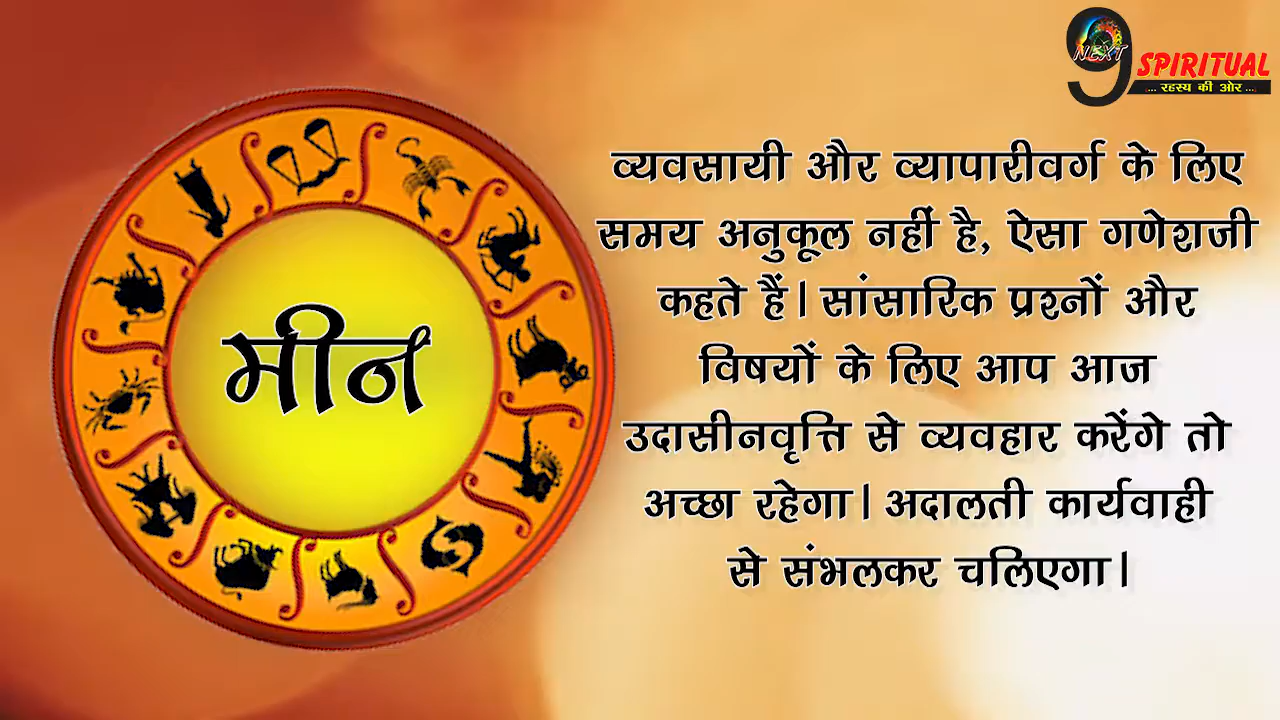 9
NEXT
SPIRITUAL
... रहस्य की ओर ...
व्यवसायी और व्यापारीवर्ग के लिए
समय अनुकूल नहीं है, ऐसा गणेशजी
कहते हैं। सांसारिक प्रश्नों और
विषयों के लिए आप आज
उदासीनवृत्ति से व्यवहार करेंगे तो
अच्छा रहेगा। अदालती कार्यवाही
से संभलकर चलिएगा।
मीन